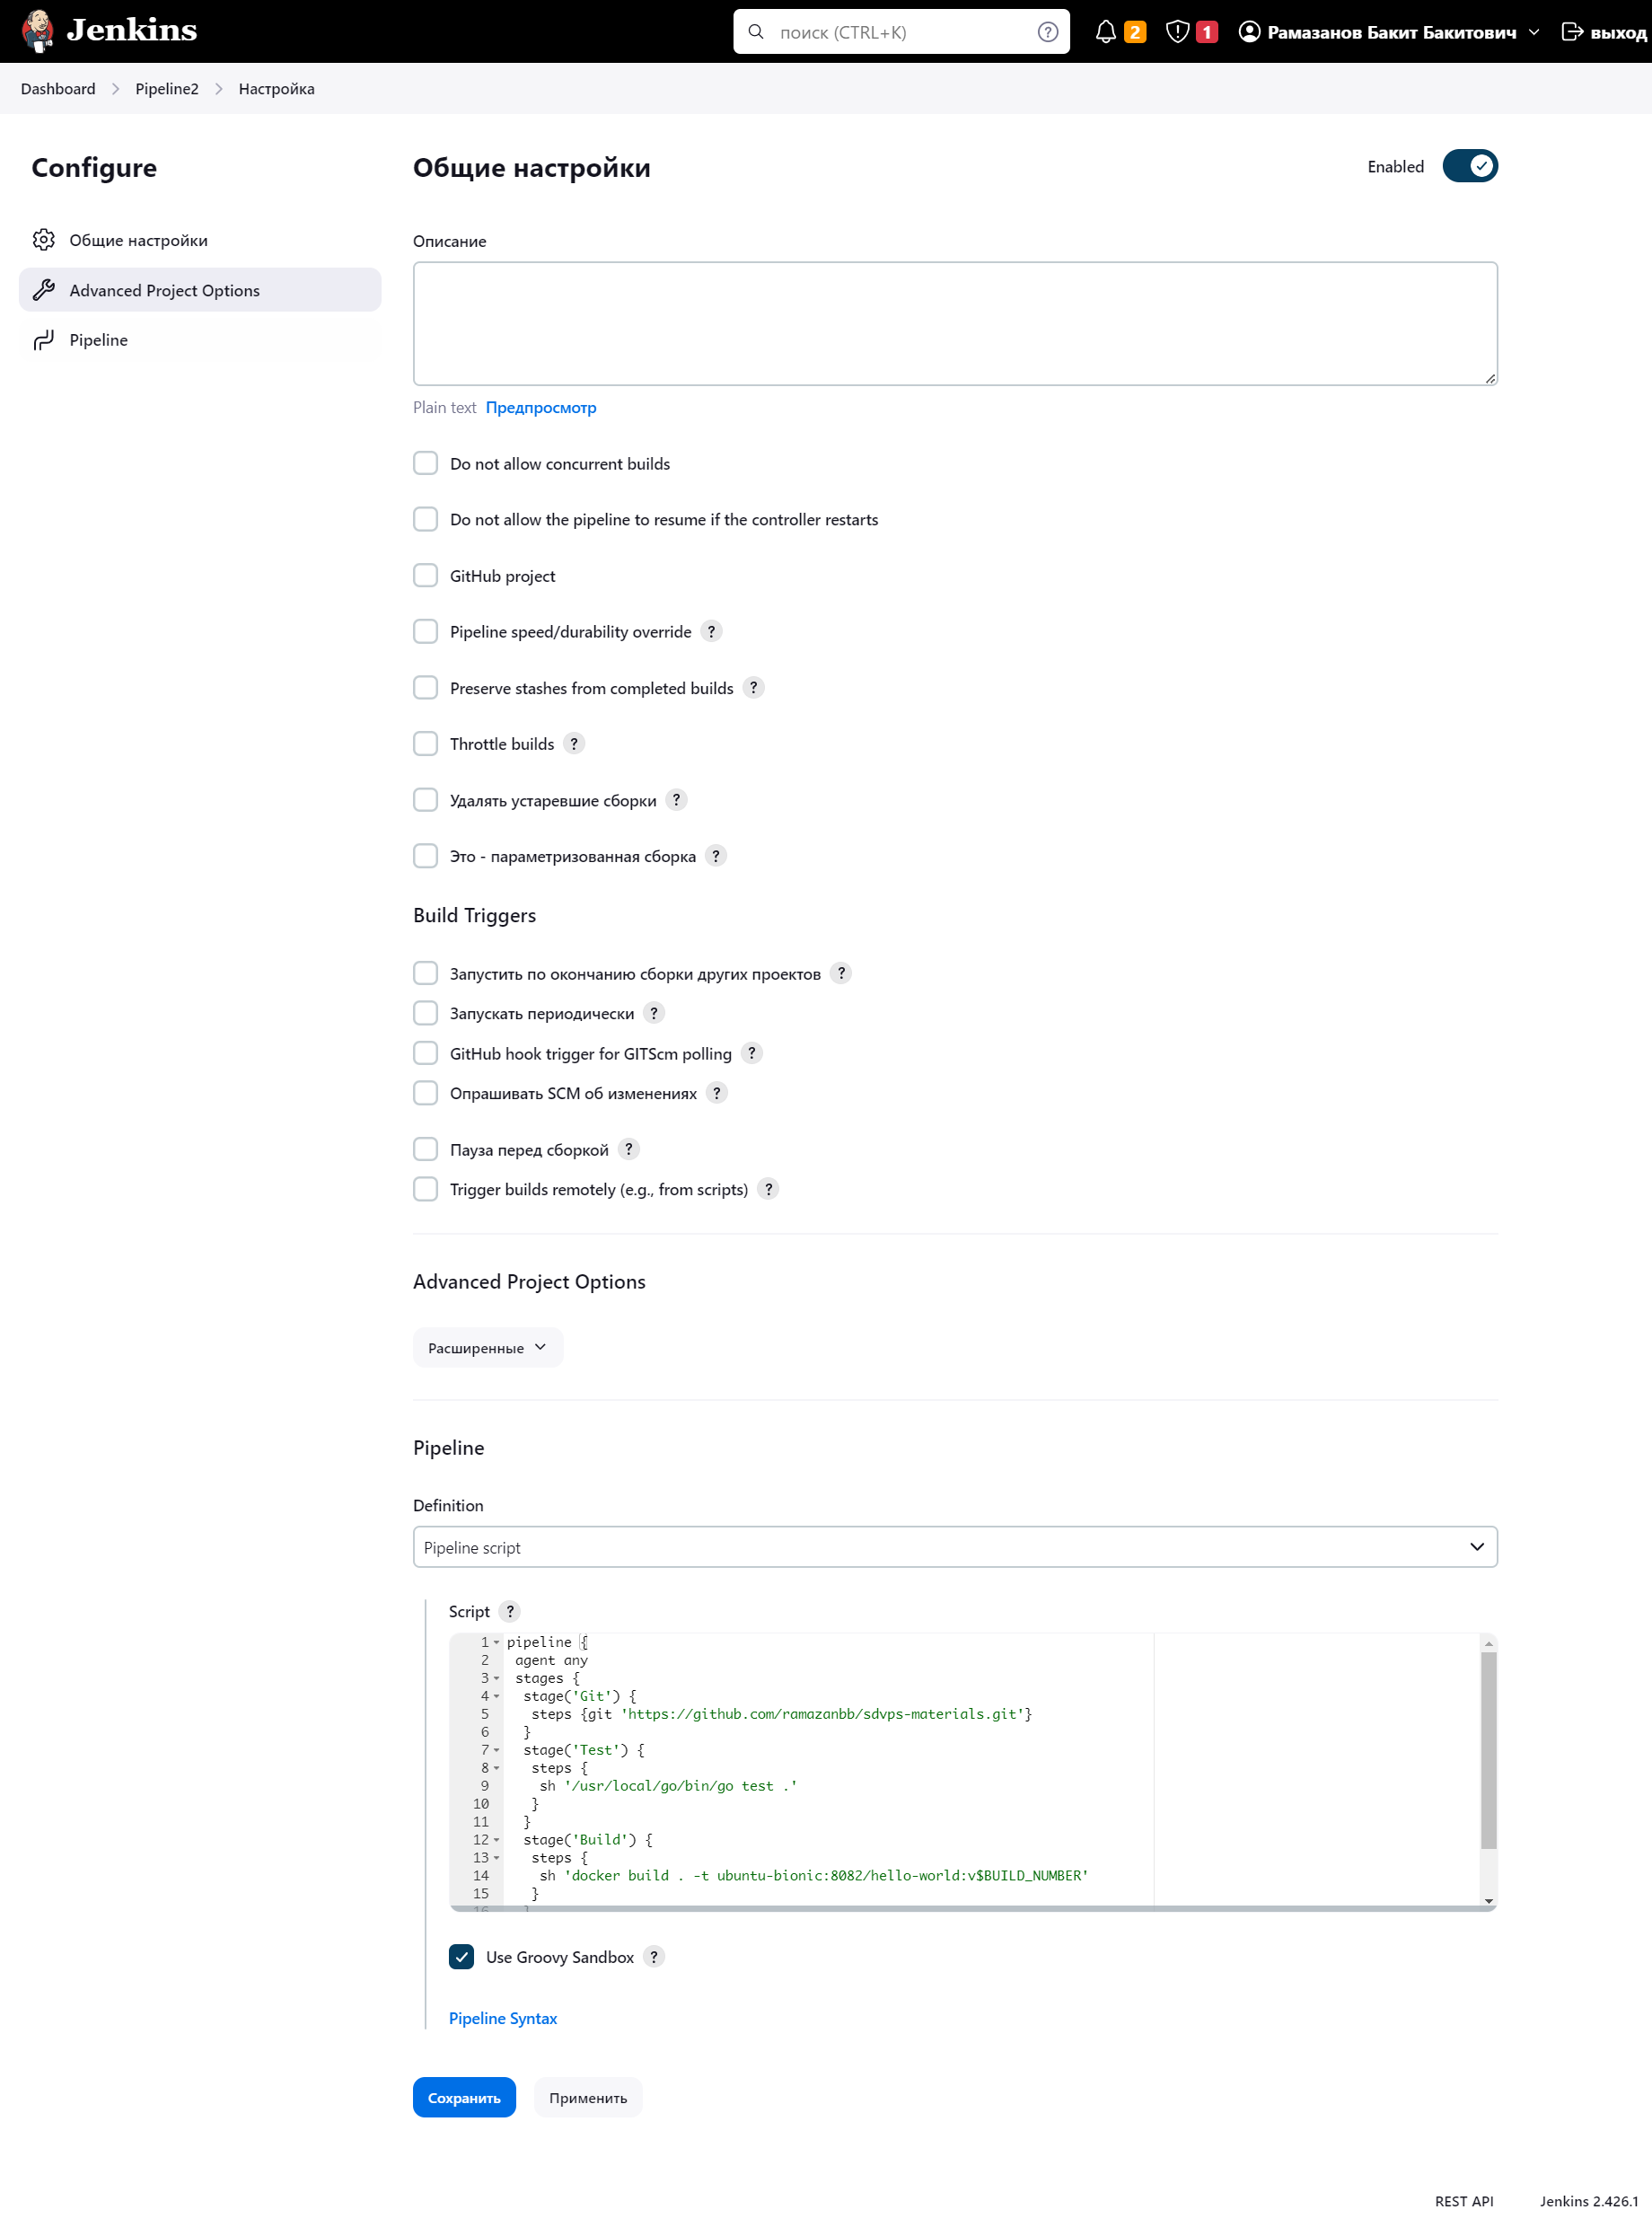 Jenkins
поиск (CTRL+K)
?
2
1
Рамазанов Бакит Бакитович
выход
Dashboard
Pipeline2
Настройка
Configure
Общие настройки
Advanced Project Options
Pipeline
Общие настройки
Enabled
Описание
Plain text Предпросмотр
Do not allow concurrent builds
Do not allow the pipeline to resume if the controller restarts
GitHub project
Pipeline speed/durability override ?
Preserve stashes from completed builds ?
Throttle builds ?
Удалять устаревшие сборки ?
Это - параметризованная сборка ?
Build Triggers
Запустить по окончанию сборки других проектов ?
Запускать периодически ?
GitHub hook trigger for GITScm polling ?
Опрашивать SCM об изменениях ?
Пауза перед сборкой ?
Trigger builds remotely (e.g., from scripts) ?
Advanced Project Options
Расширенные
Pipeline
Definition
Pipeline script
Script ?
1 pipeline {
2 agent any
3 stages {
4 stage('Git') {
5 steps {git 'https://github.com/ramazanbb/sdvps-materials.git'}
6 }
7 stage('Test') {
8 steps {
9 sh '/usr/local/go/bin/go test .'
10 }
11 }
12 stage('Build') {
13 steps {
14 sh 'docker build . -t ubuntu-bionic:8082/hello-world:v$BUILD_NUMBER'
15 }
16 }
Use Groovy Sandbox ?
Pipeline Syntax
Сохранить
Применить
REST API
Jenkins 2.426.1